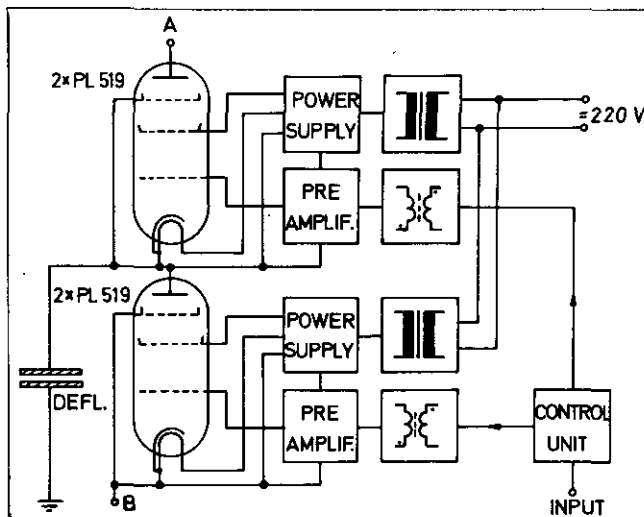 A
2×PL 519
POWER
SUPPLY
=220 V
PRE
AMPLIF.
2×PL 519
POWER
SUPPLY
DEFL.
PRE
AMPLIF.
CONTROL
UNIT
B
INPUT